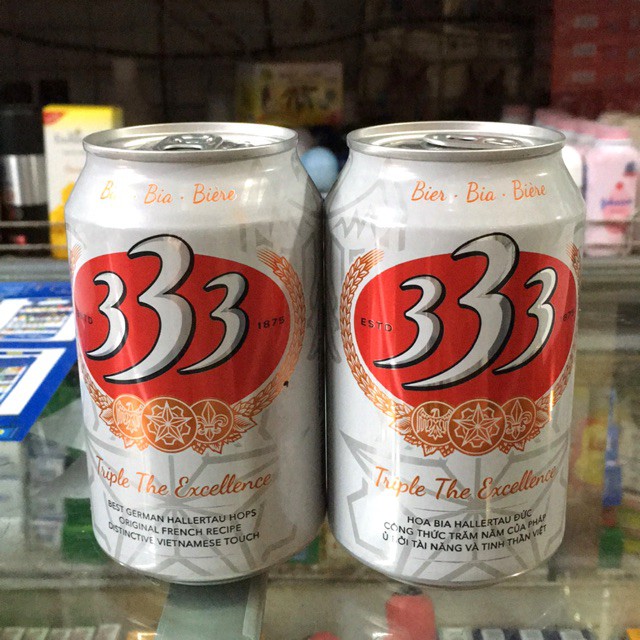 Bia · Bière
333
1875
Triple The Excellence
BEST GERMAN HALLERTAU HOPS
ORIGINAL FRENCH RECIPE
DISTINCTIVE VIETNAMESE TOUCH
Bier · Bia · Bière
ESTD
333
Triple The Excellence
HOA BIA HALLERTAU ĐỨC
CÔNG THỨC TRĂM NĂM CỦA PHÁP
Ủ BỞI TÀI NĂNG VÀ TINH THẦN VIỆT
Johnson's